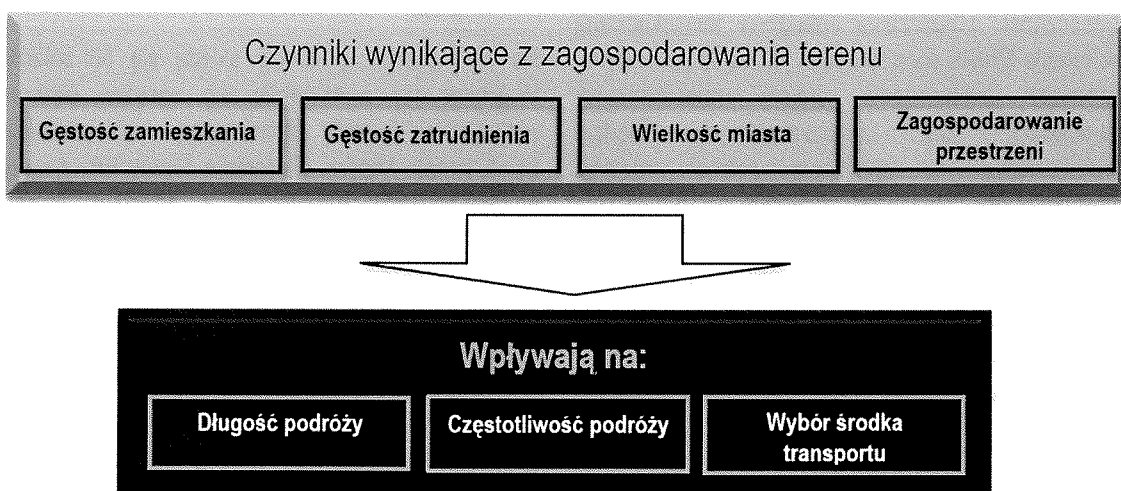 Czynniki wynikające z zagospodarowania terenu
Gęstość zamieszkania
Gęstość zatrudnienia
Wielkość miasta
Zagospodarowanie
przestrzeni
Wpływają na:
Długość podróży
Częstotliwość podróży
Wybór środka
transportu